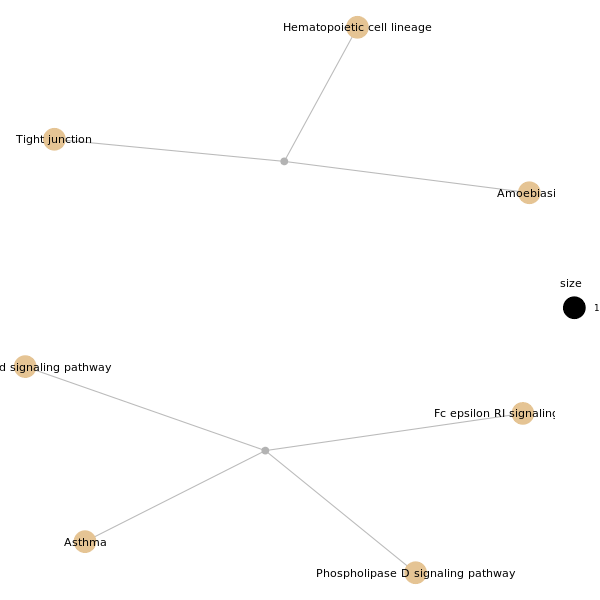 Hematopoietic cell lineage
Tight junction
Amoebiasi
size
1
d signaling pathway
Fc epsilon RI signaling
Asthma
Phospholipase D signaling pathway